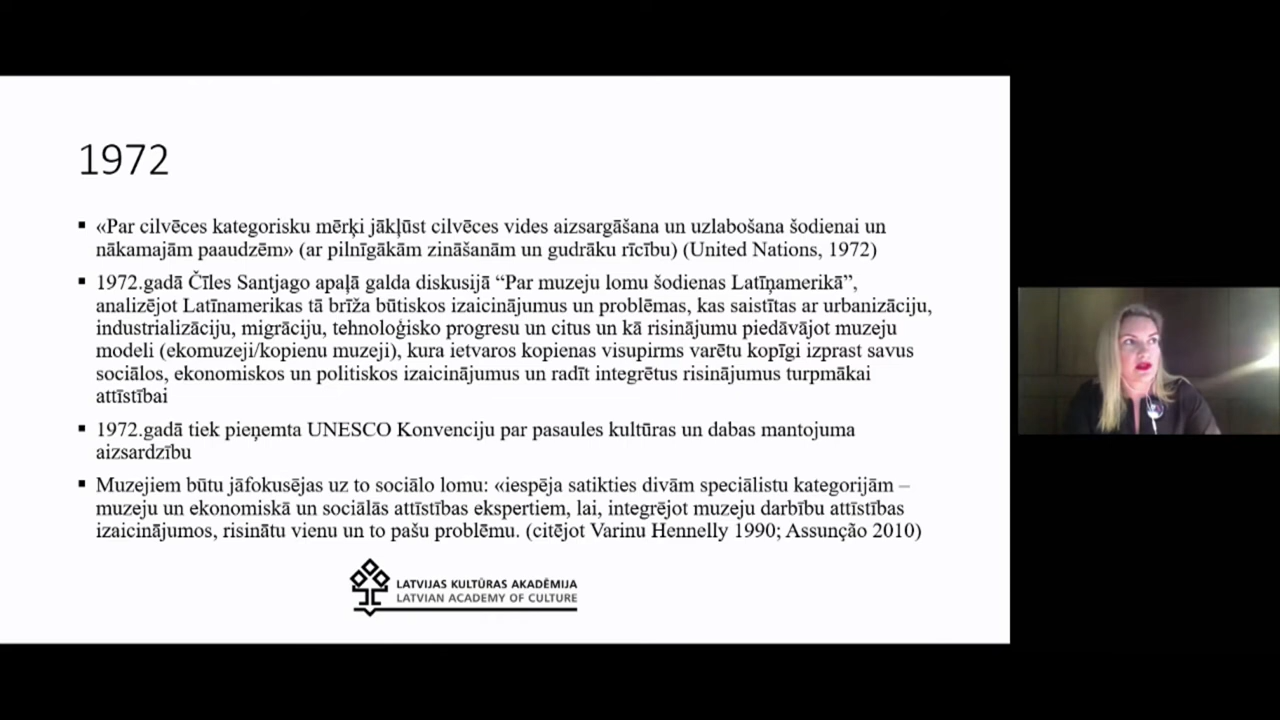 1972
▪ «Par cilvēces kategorisku mērķi jākļūst cilvēces vides aizsargāšana un uzlabošana šodienai un
nākamajām paaudzēm» (ar pilnīgākām zināšanām un gudrāku rīcību) (United Nations, 1972)
▪ 1972.gadā Čīles Santjago apaļā galda diskusijā “Par muzeju lomu šodienas Latīņamerikā”,
analizējot Latīnamerikas tā brīža būtiskos izaicinājumus un problēmas, kas saistītas ar urbanizāciju,
industrializāciju, migrāciju, tehnoloģisko progresu un citus un kā risinājumu piedāvājot muzeju
modeli (ekomuzeji/kopienu muzeji), kura ietvaros kopienas visupirms varētu kopīgi izprast savus
sociālos, ekonomiskos un politiskos izaicinājumus un radīt integrētus risinājumus turpmākai
attīstībai
▪ 1972.gadā tiek pieņemta UNESCO Konvenciju par pasaules kultūras un dabas mantojuma
aizsardzību
▪ Muzejiem būtu jāfokusējas uz to sociālo lomu: «iespēja satikties divām speciālistu kategorijām –
muzeju un ekonomiskā un sociālās attīstības ekspertiem, lai, integrējot muzeju darbību attīstības
izaicinājumos, risinātu vienu un to pašu problēmu. (citējot Varinu Hennelly 1990; Assunção 2010)
LATVIJAS KULTŪRAS AKADĒMIJA
LATVIAN ACADEMY OF CULTURE